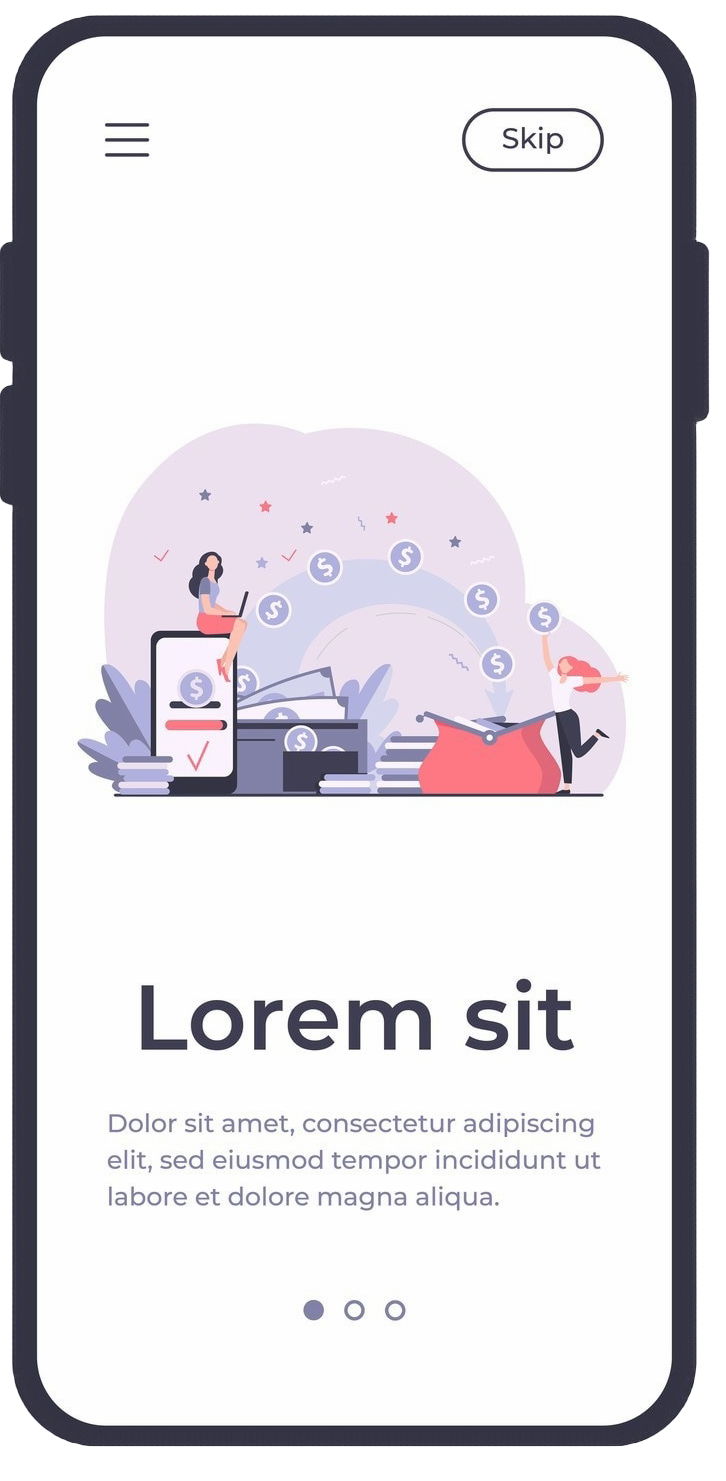 Skip
$
$
$
$
$
$
$
$
$
$
$
Lorem sit
Dolor sit amet, consectetur adipiscing
elit, sed eiusmod tempor incididunt ut
labore et dolore magna aliqua.